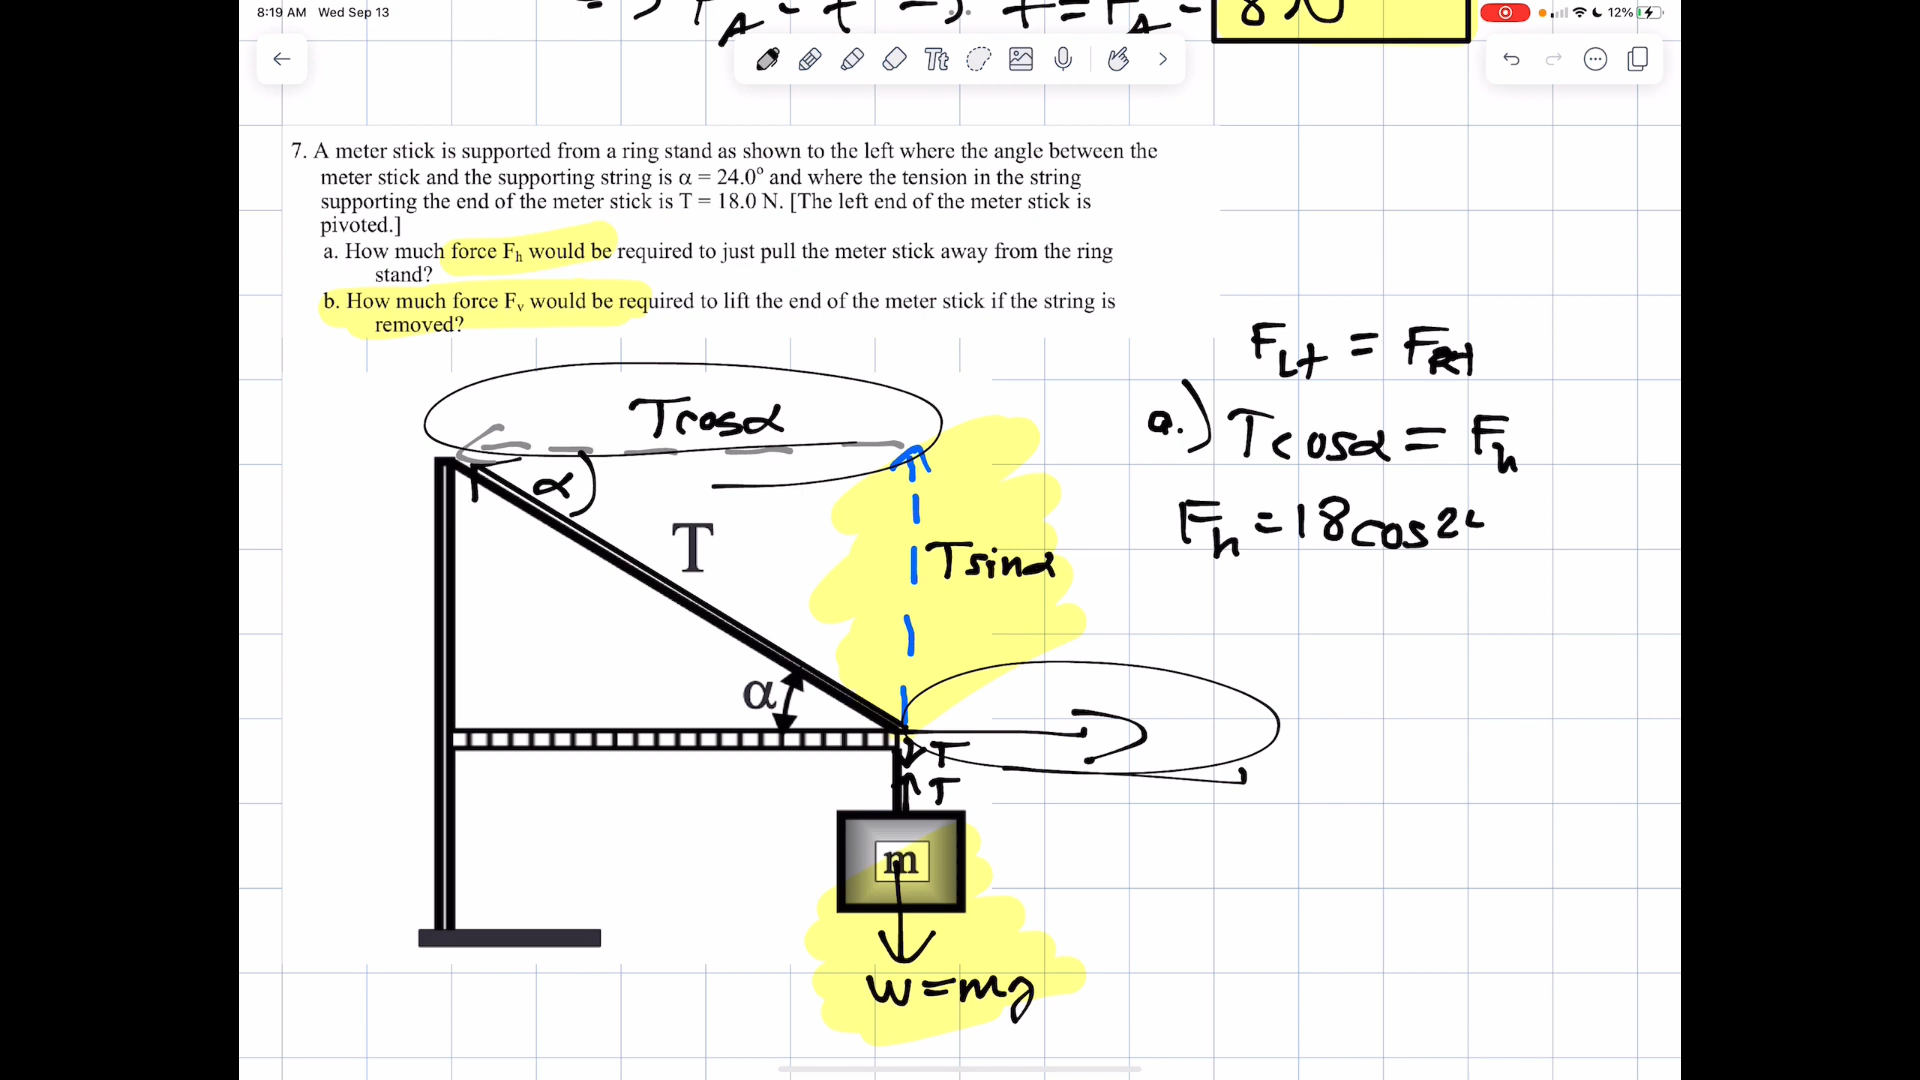 8:19 AM Wed Sep 13
12%
8 N
Tt
7. A meter stick is supported from a ring stand as shown to the left where the angle between the
meter stick and the supporting string is α = 24.0° and where the tension in the string
supporting the end of the meter stick is T = 18.0 N. [The left end of the meter stick is
pivoted.]
a. How much force Fh would be required to just pull the meter stick away from the ring
stand?
b. How much force Fv would be required to lift the end of the meter stick if the string is
removed?
FLt = FRt
Tcosα
a.) Tcosα = Fh
α
Fh = 18cos2
T
Tsinα
α
T
T
m
w=mg